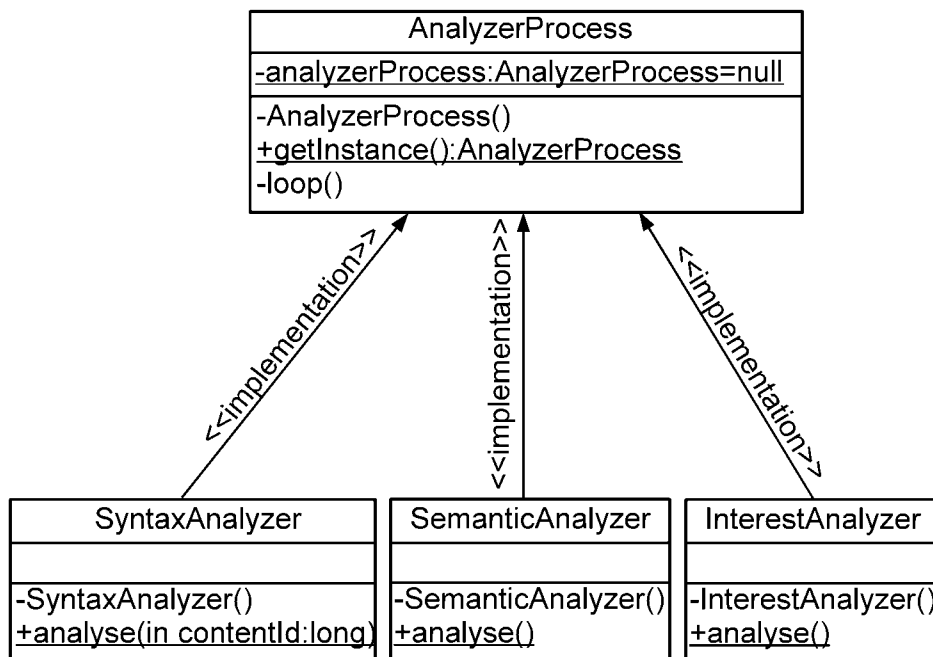 AnalyzerProcess
-analyzerProcess:AnalyzerProcess=null
-AnalyzerProcess()
+getInstance():AnalyzerProcess
-loop()
<<implementation>>
<<implementation>>
<<implementation>>
SyntaxAnalyzer
-SyntaxAnalyzer()
+analyse(in contentId:long)
SemanticAnalyzer
-SemanticAnalyzer()
+analyse()
InterestAnalyzer
-InterestAnalyzer()
+analyse()